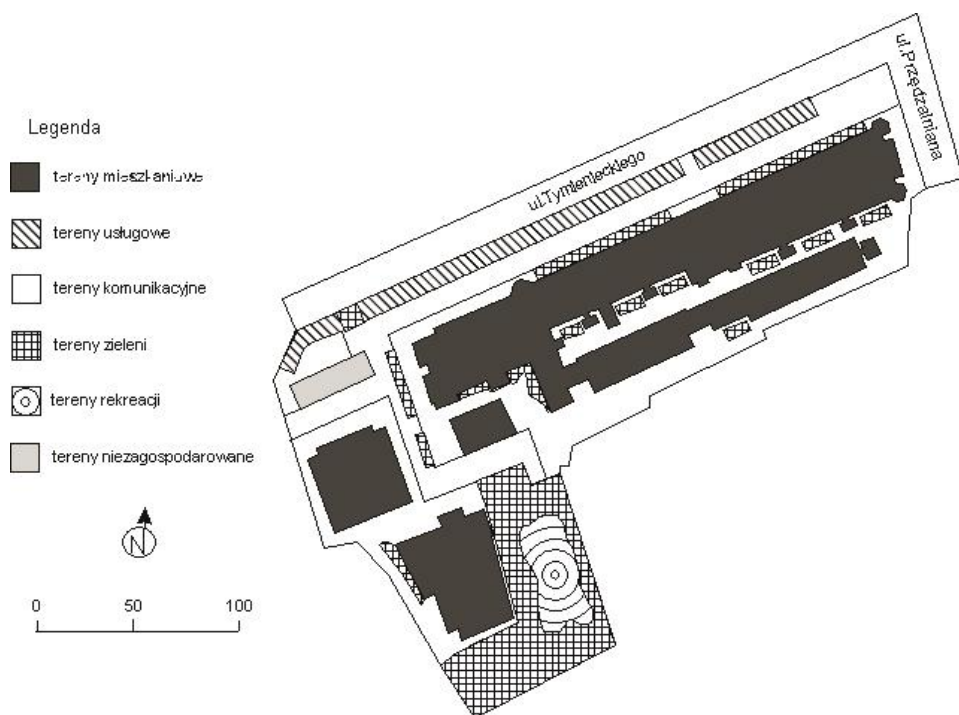 Legenda
tereny mieszkaniowe
tereny usługowe
tereny komunikacyjne
tereny zieleni
tereny rekreacji
tereny niezagospodarowane
N
0 50 100
ul.Tymienieckiego
ul.Przędzalniana